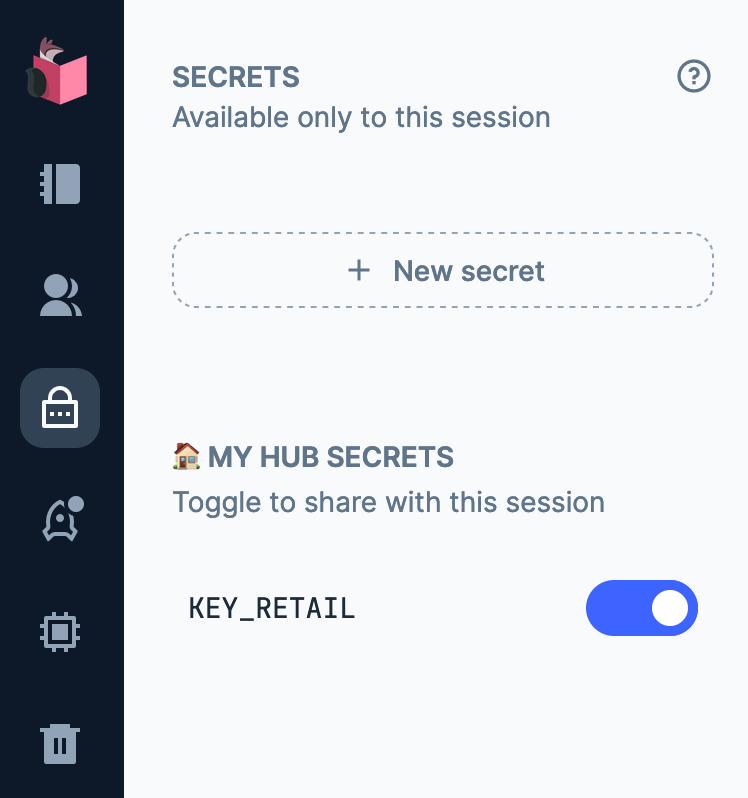 SECRETS
Available only to this session
+ New secret
🏠 MY HUB SECRETS
Toggle to share with this session
KEY_RETAIL